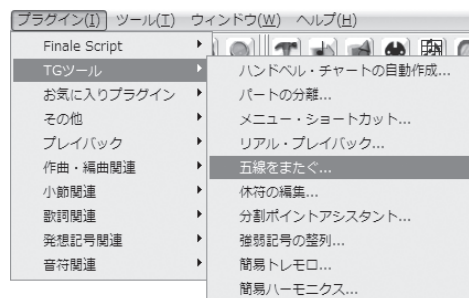 プラグイン(I) ツール(T) ウィンドウ(W) ヘルプ(H)
Finale Script
TGツール
お気に入りプラグイン
その他
プレイバック
作曲・編曲関連
小節関連
歌詞関連
発想記号関連
音符関連
ハンドベル・チャートの自動作成...
パートの分離...
メニュー・ショートカット...
リアル・プレイバック...
五線をまたぐ...
休符の編集...
分割ポイントアシスタント...
強弱記号の整列...
簡易トレモロ...
簡易ハーモニクス...